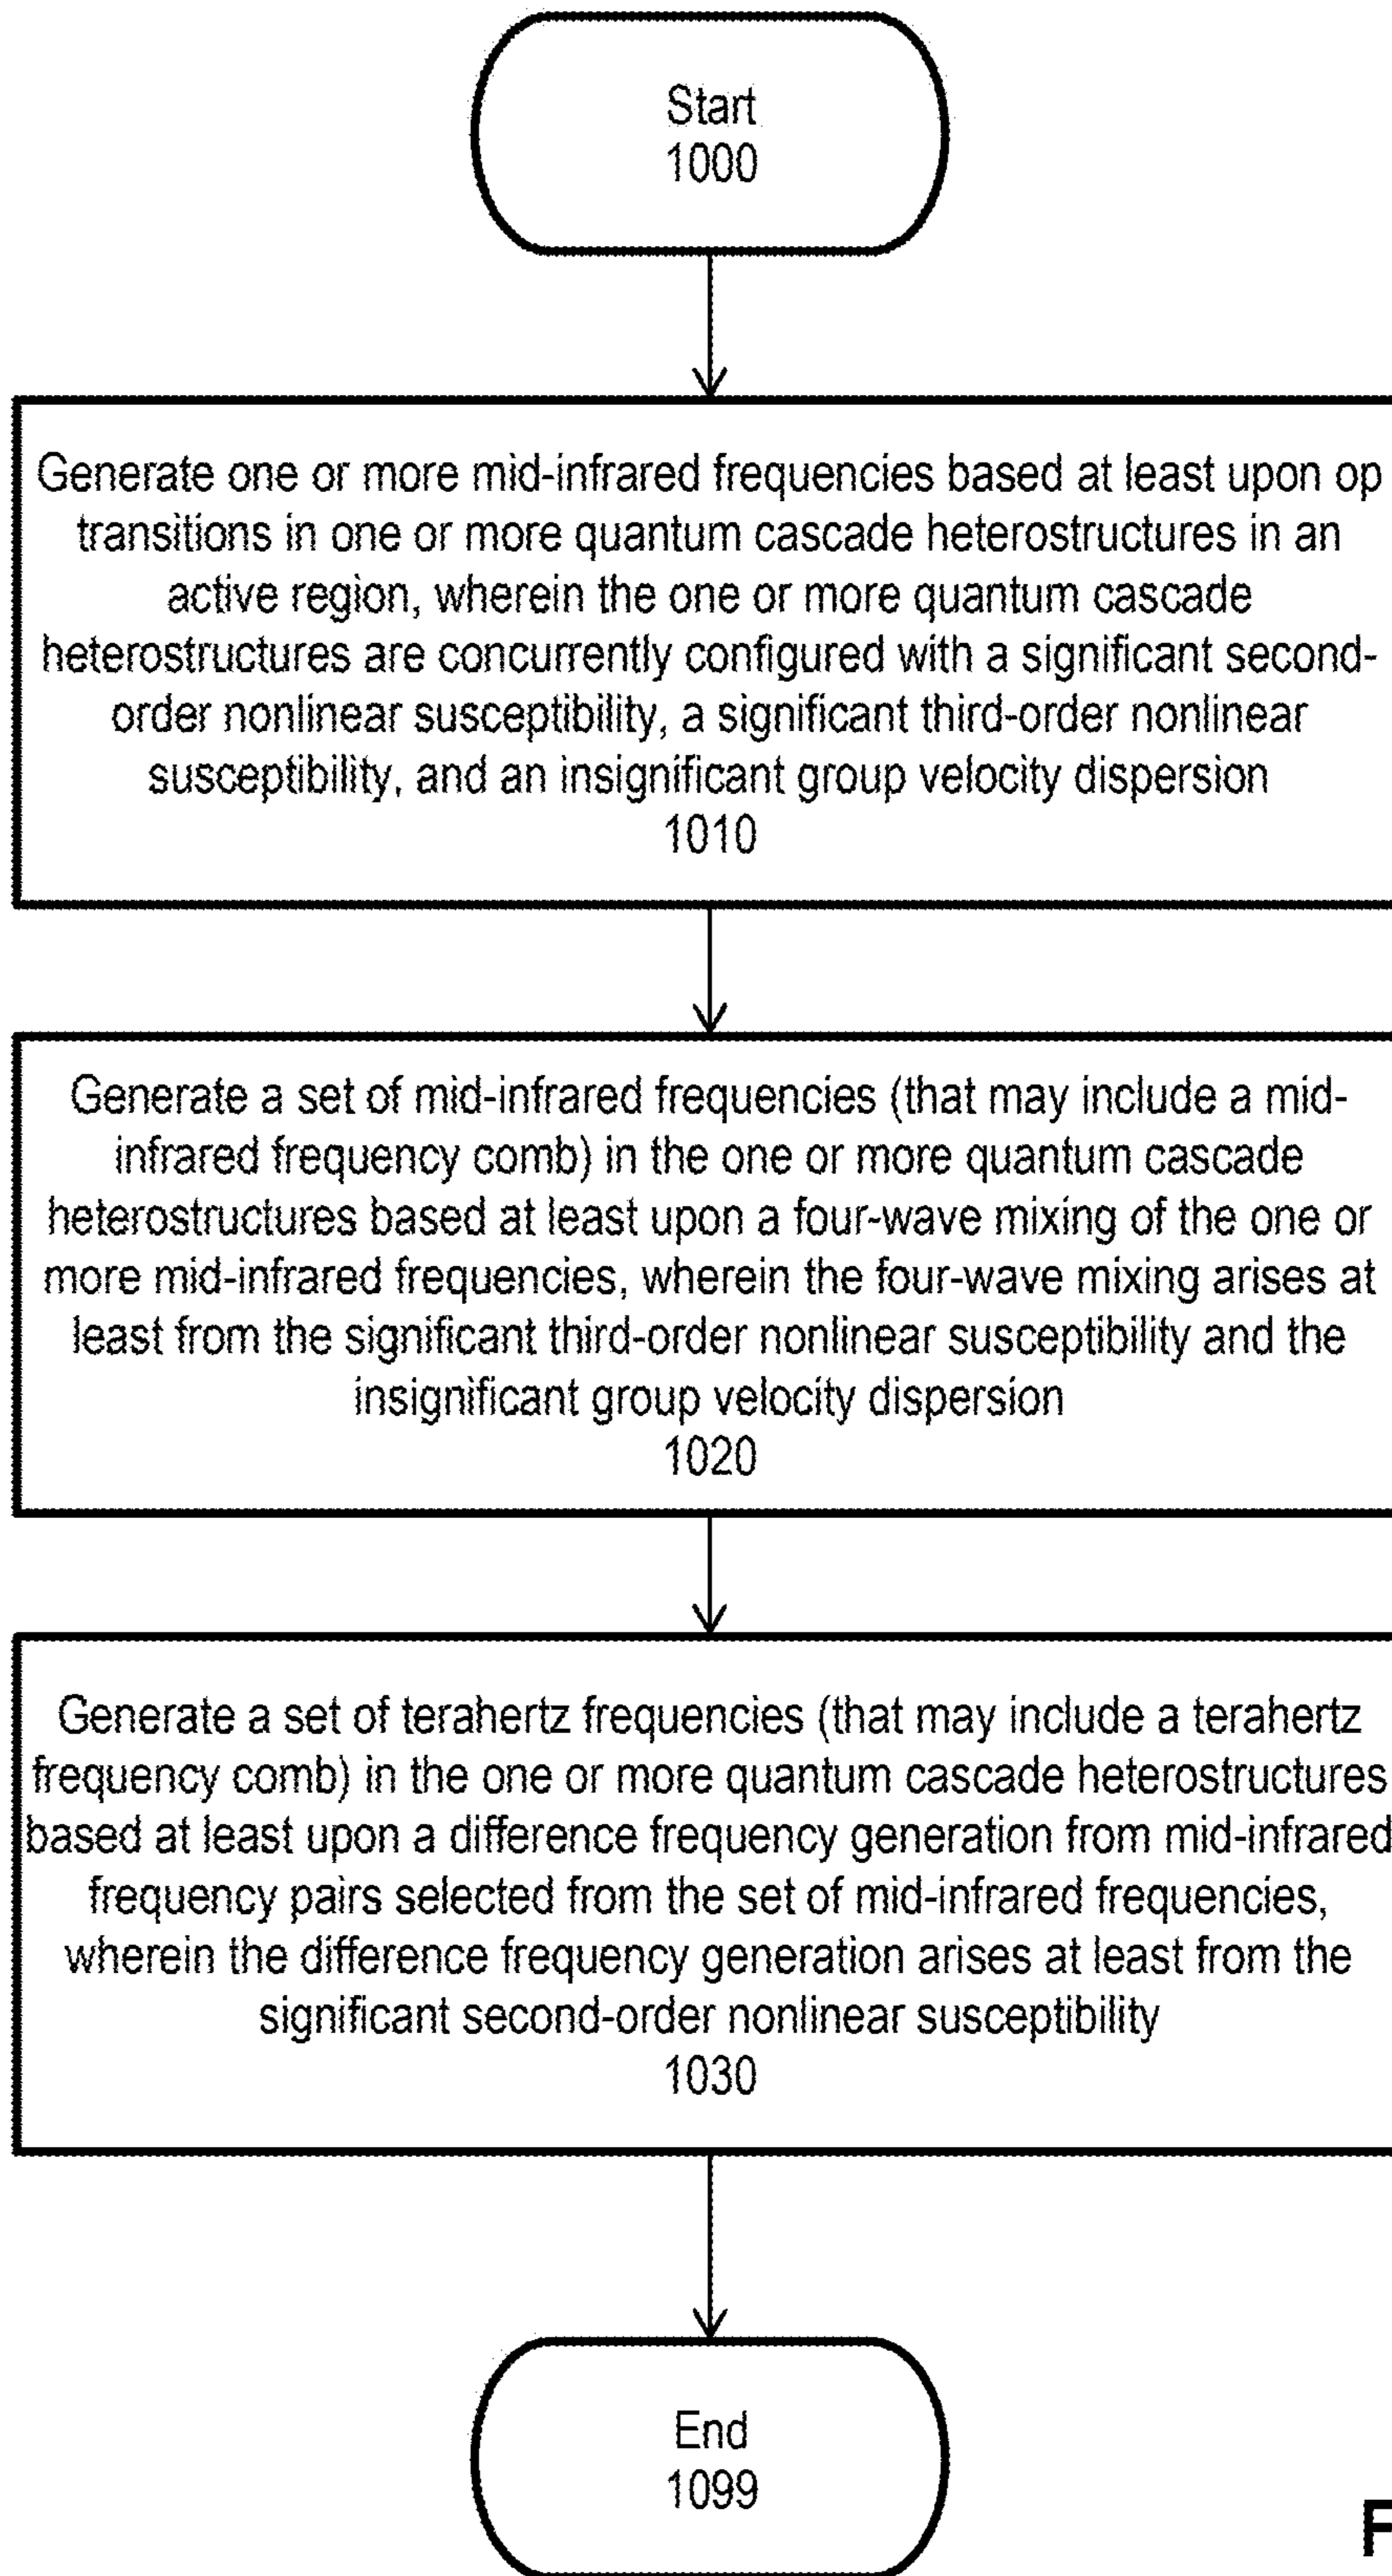 Start
1000
Generate one or more mid-infrared frequencies based at least upon op
transitions in one or more quantum cascade heterostructures in an
active region, wherein the one or more quantum cascade
heterostructures are concurrently configured with a significant second-
order nonlinear susceptibility, a significant third-order nonlinear
susceptibility, and an insignificant group velocity dispersion
1010
Generate a set of mid-infrared frequencies (that may include a mid-
infrared frequency comb) in the one or more quantum cascade
heterostructures based at least upon a four-wave mixing of the one or
more mid-infrared frequencies, wherein the four-wave mixing arises at
least from the significant third-order nonlinear susceptibility and the
insignificant group velocity dispersion
1020
Generate a set of terahertz frequencies (that may include a terahertz
frequency comb) in the one or more quantum cascade heterostructures
based at least upon a difference frequency generation from mid-infrared
frequency pairs selected from the set of mid-infrared frequencies,
wherein the difference frequency generation arises at least from the
significant second-order nonlinear susceptibility
1030
End
1099
F